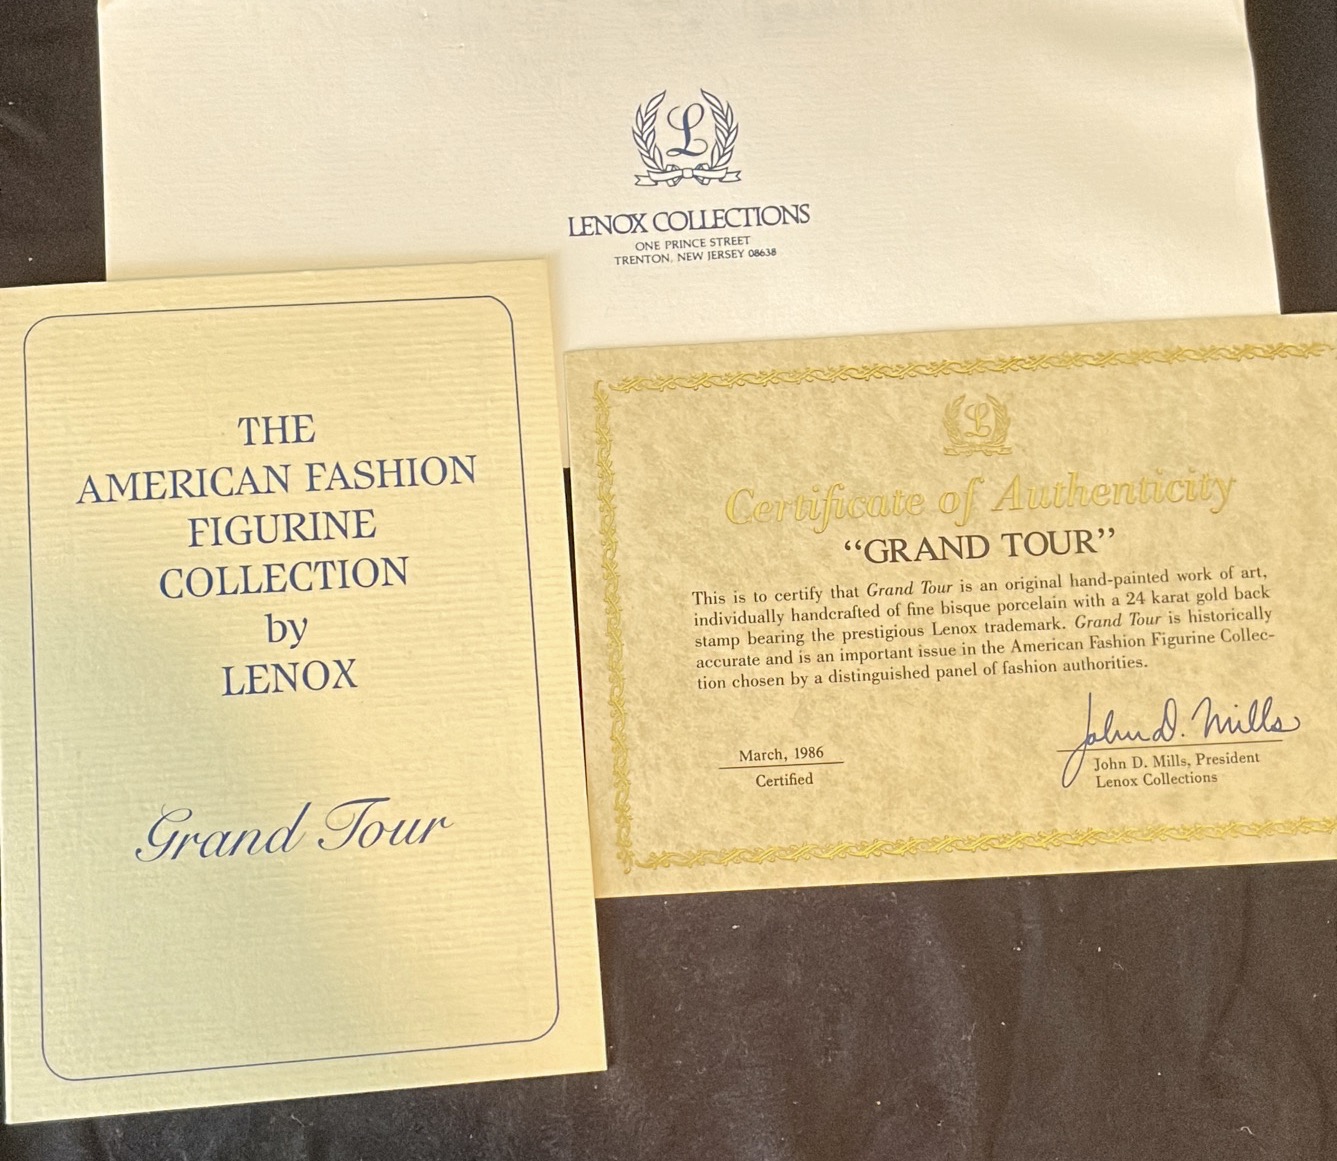 L
LENOX COLLECTIONS
ONE PRINCE STREET
TRENTON, NEW JERSEY 08638
THE
AMERICAN FASHION
FIGURINE
COLLECTION
by
LENOX
Grand Tour
L
Certificate of Authenticity
“GRAND TOUR”
This is to certify that Grand Tour is an original hand-painted work of art,
individually handcrafted of fine bisque porcelain with a 24 karat gold back
stamp bearing the prestigious Lenox trademark. Grand Tour is historically
accurate and is an important issue in the American Fashion Figurine Collec-
tion chosen by a distinguished panel of fashion authorities.
March, 1986
Certified
John D. Mills
John D. Mills, President
Lenox Collections